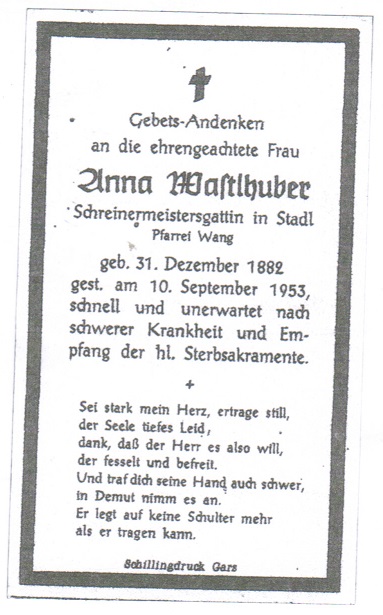 Gebets-Andenken
an die ehrengeachtete Frau
Anna Waſtlhuber
Schreinermeistersgattin in Stadl
Pfarrei Wang
geb. 31. Dezember 1882
gest. am 10. September 1953,
schnell und unerwartet nach
schwerer Krankheit und Em-
pfang der hl. Sterbsakramente.
Sei stark mein Herz, ertrage still,
der Seele tiefes Leid,
dank, daß der Herr es also will,
der fesselt und befreit.
Und traf dich seine Hand auch schwer,
in Demut nimm es an.
Er legt auf keine Schulter mehr
als er tragen kann.
Schillingdruck Gars